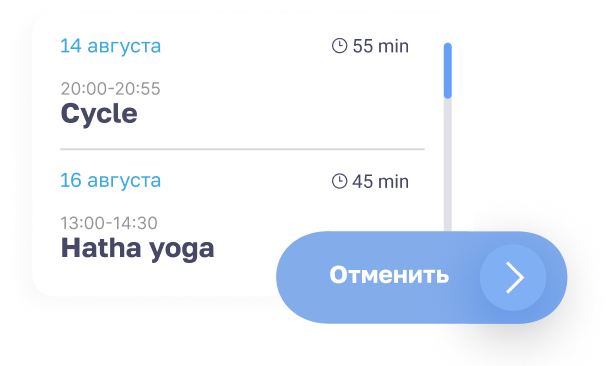 14 августа 55 min
20:00-20:55
Cycle
16 августа 45 min
13:00-14:30
Hatha yoga
Отменить